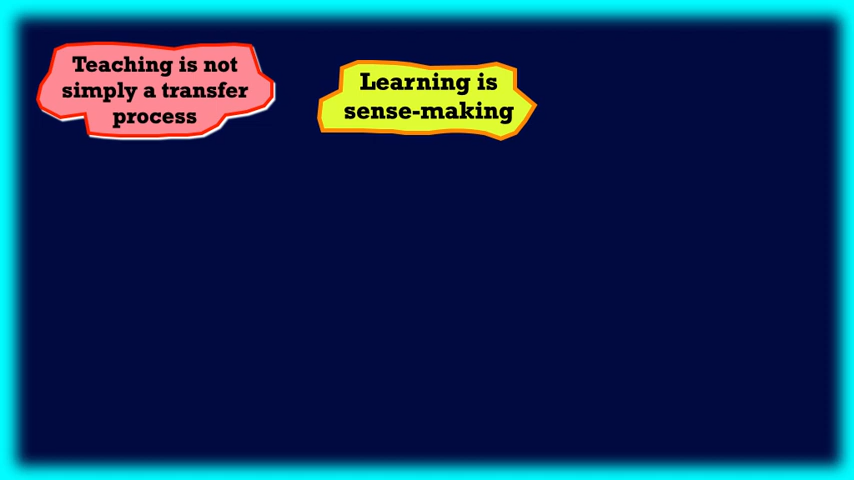 Teaching is not
simply a transfer
process
Learning is
sense-making